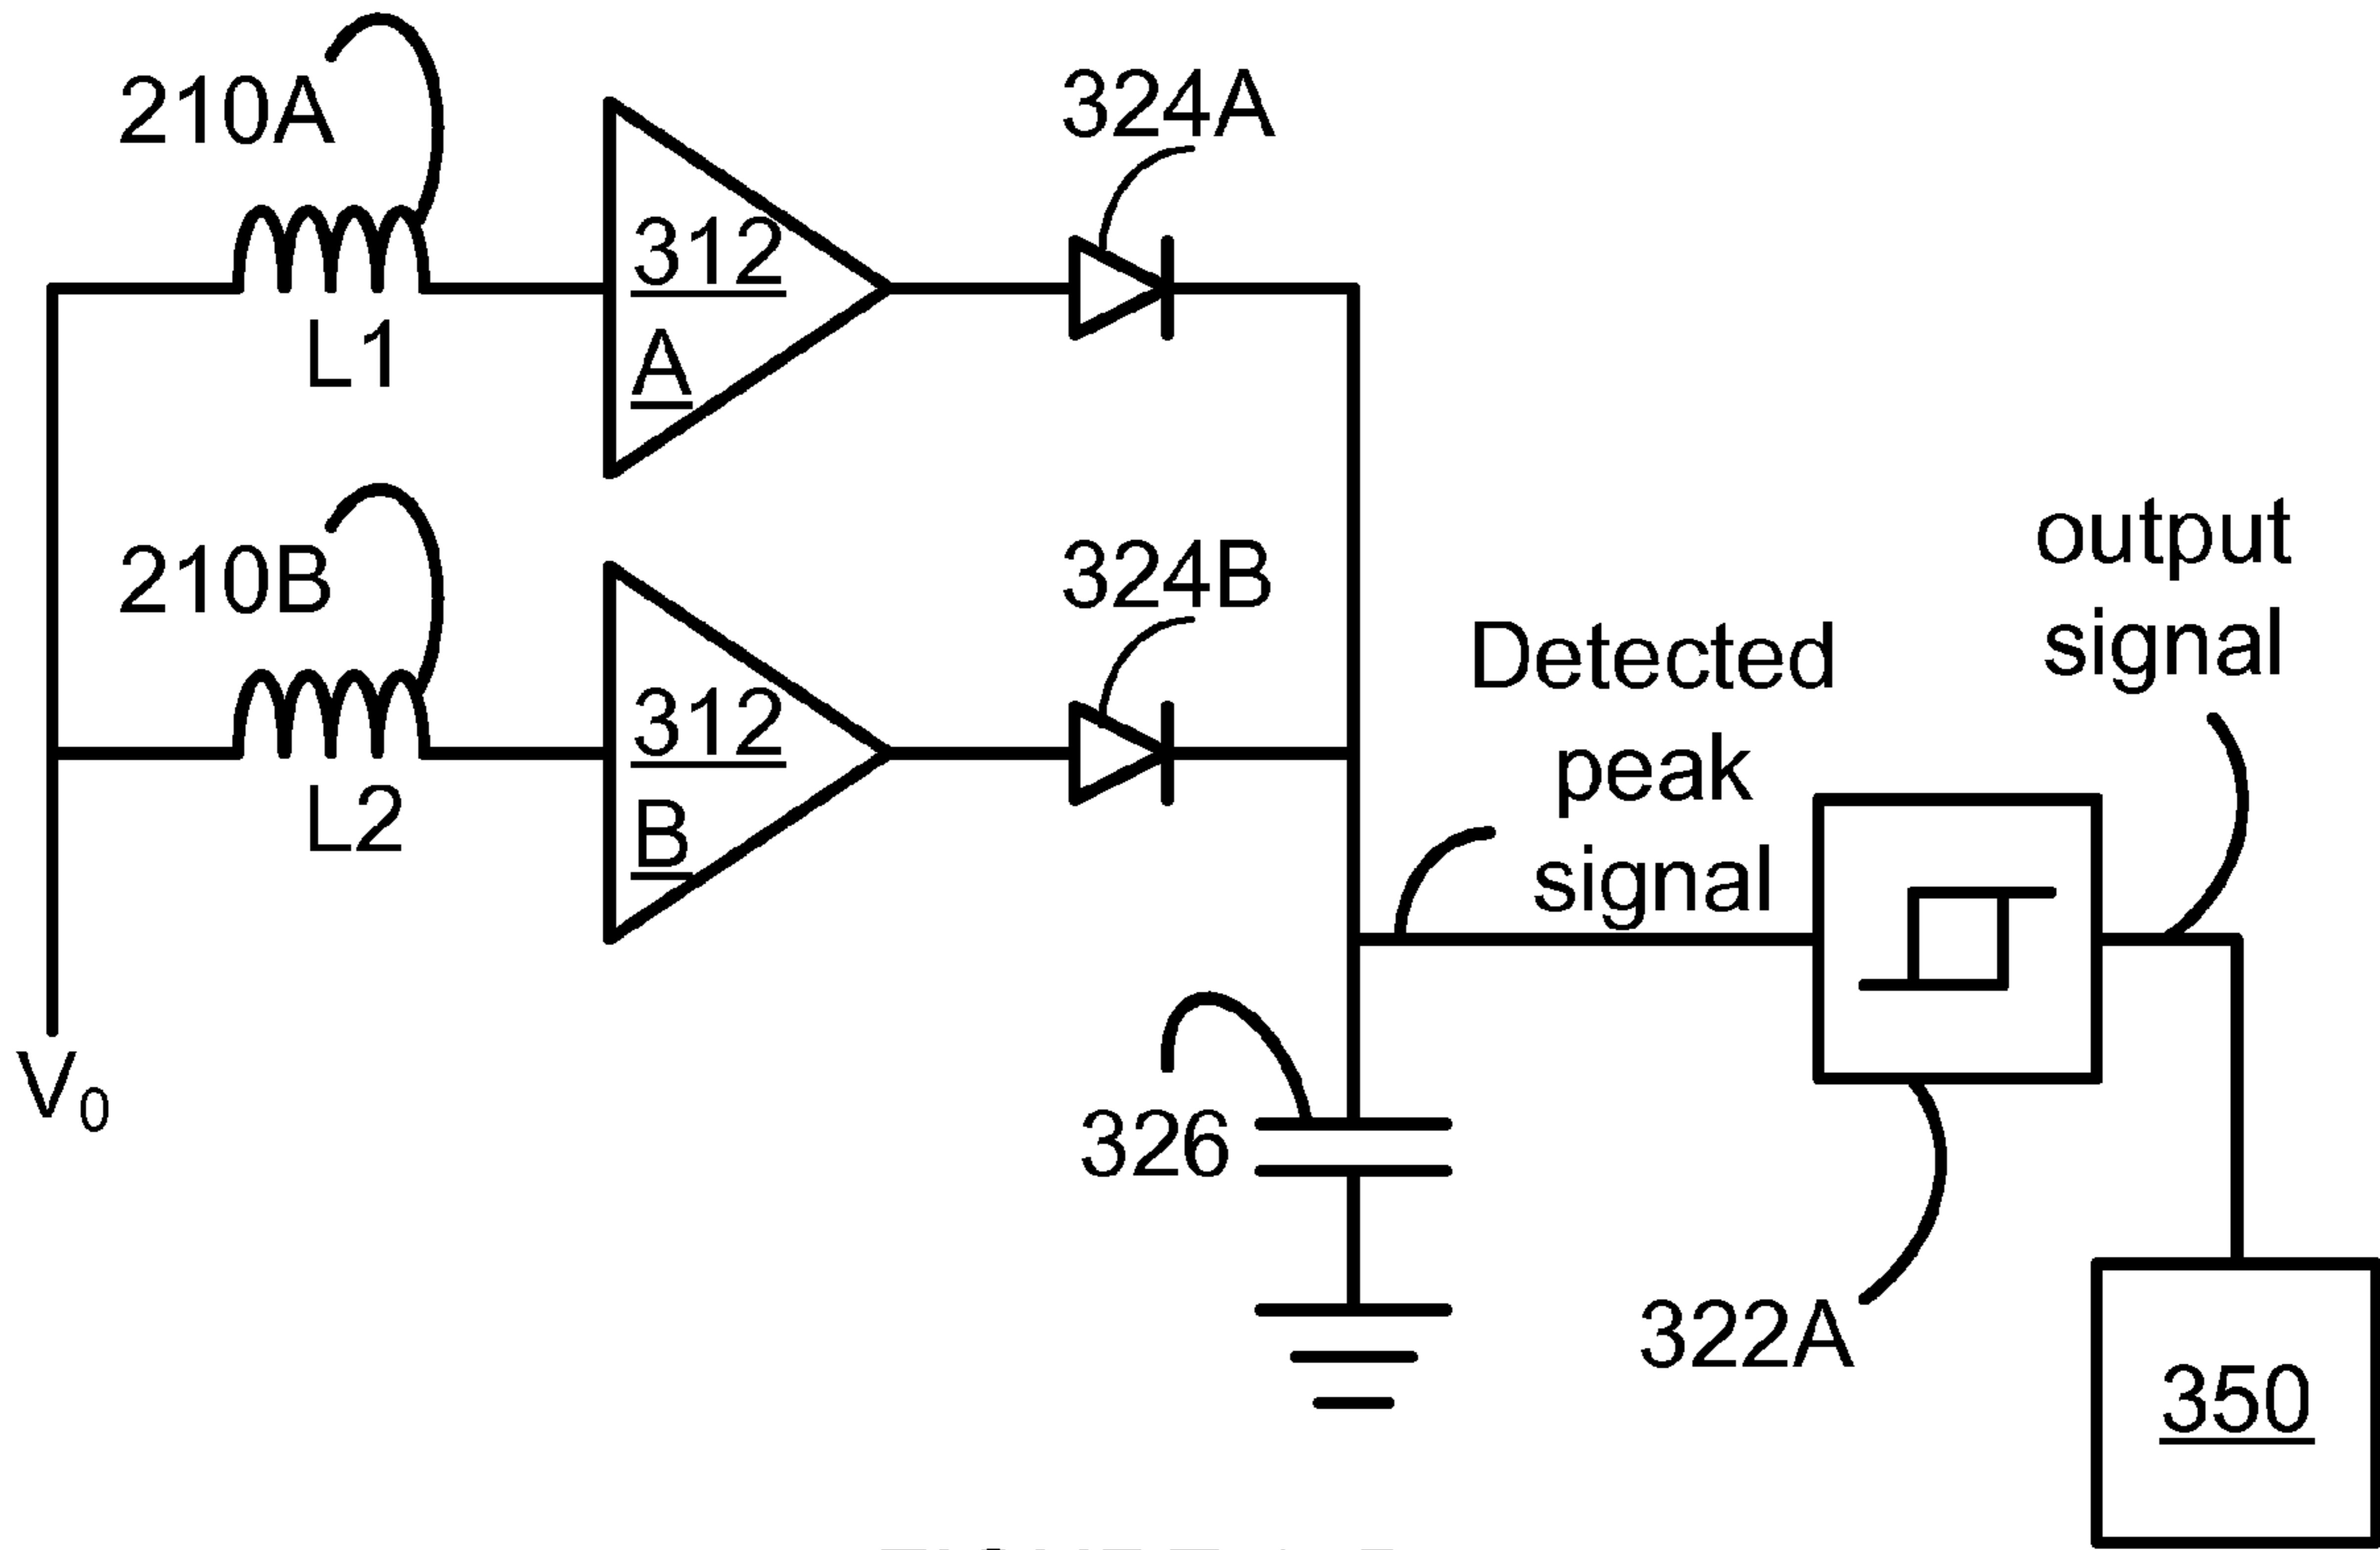 210A
324A
312
A
L1
210B
324B
312
B
L2
output
signal
Detected
peak
signal
V₀
326
322A
350